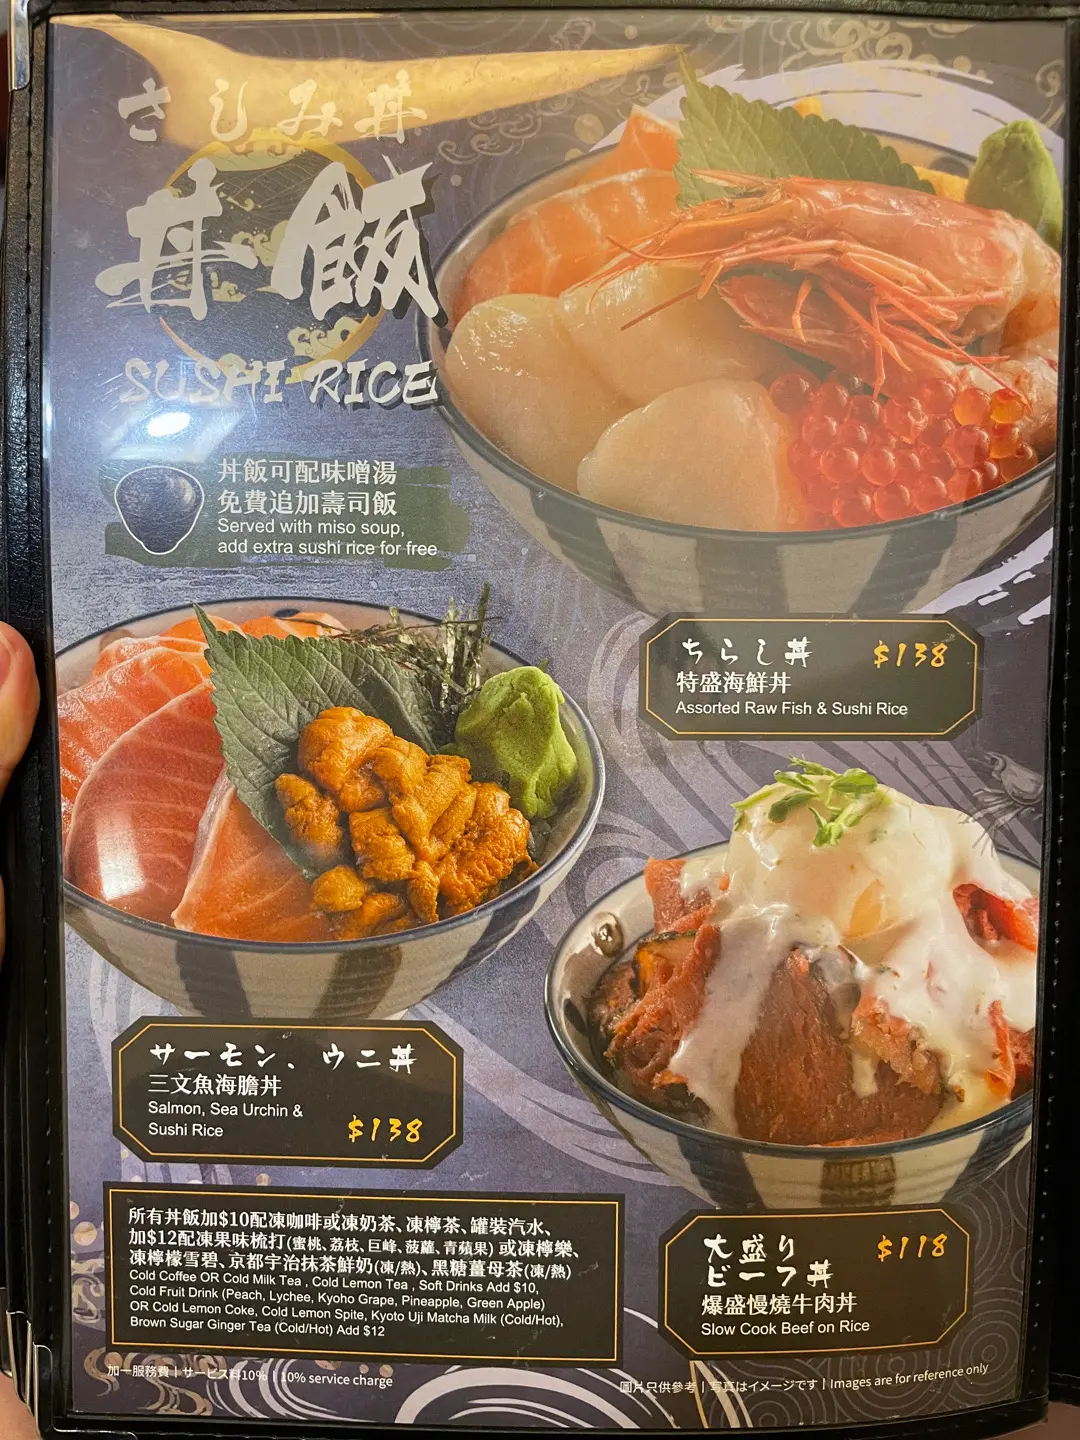 さしみ丼
丼飯
SUSHI RICE
丼飯可配味噌湯
免費追加壽司飯
Served with miso soup,
add extra sushi rice for free
ちらし丼 $138
特盛海鮮丼
Assorted Raw Fish & Sushi Rice
サーモン、ウニ丼
三文魚海膽丼
Salmon, Sea Urchin &
Sushi Rice $138
大盛り $118
ビーフ丼
爆盛慢燒牛肉丼
Slow Cook Beef on Rice
所有丼飯加$10配凍咖啡或凍奶茶、凍檸茶、罐裝汽水、
加$12配凍果味梳打(蜜桃、荔枝、巨峰、菠蘿、青蘋果) 或凍檸樂、
凍檸檬雪碧、京都宇治抹茶鮮奶(凍/熱)、黑糖薑母茶(凍/熱)
Cold Coffee OR Cold Milk Tea , Cold Lemon Tea , Soft Drinks Add $10,
Cold Fruit Drink (Peach, Lychee, Kyoho Grape, Pineapple, Green Apple)
OR Cold Lemon Coke, Cold Lemon Spite, Kyoto Uji Matcha Milk (Cold/Hot),
Brown Sugar Ginger Tea (Cold/Hot) Add $12
加一服務費 | サービス料10% | 10% service charge
圖片只供參考 | 写真はイメージです | Images are for reference only